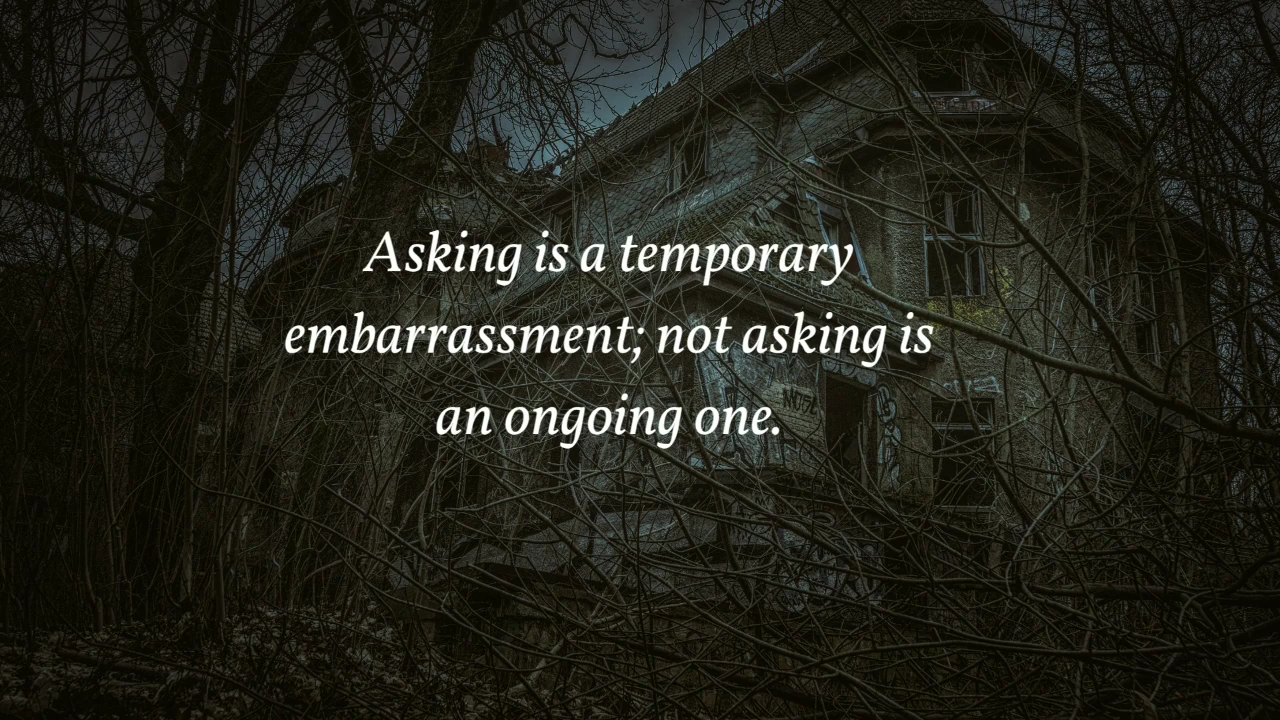 Asking is a temporary
embarrassment; not asking is
an ongoing one.